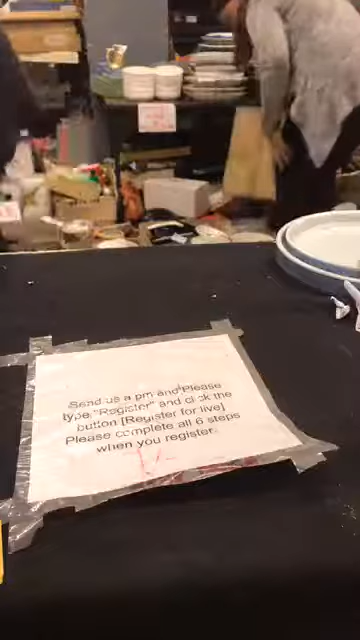 Send us a pm and Please
type "Register" and click the
button [Register for live]
Please complete all 6 steps
when you register.